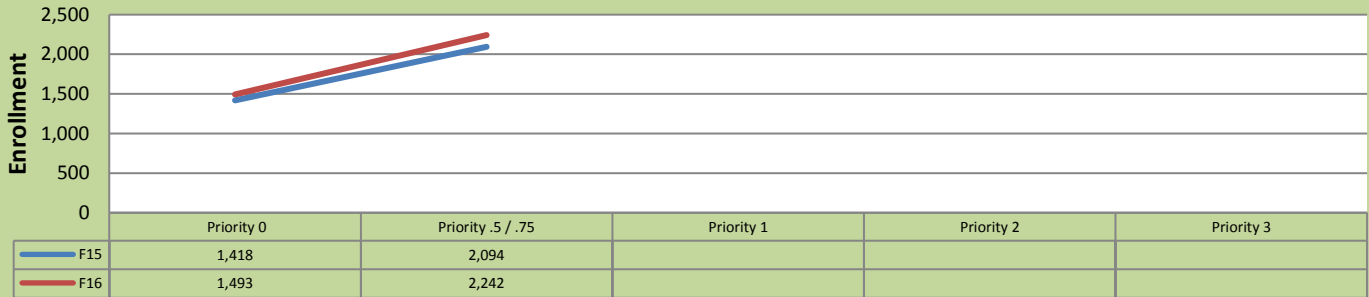 2,500
2,000
1,500
1,000
500
0
Enrollment
Priority 0 Priority .5 / .75 Priority 1 Priority 2 Priority 3
F15 1,418 2,094
F16 1,493 2,242